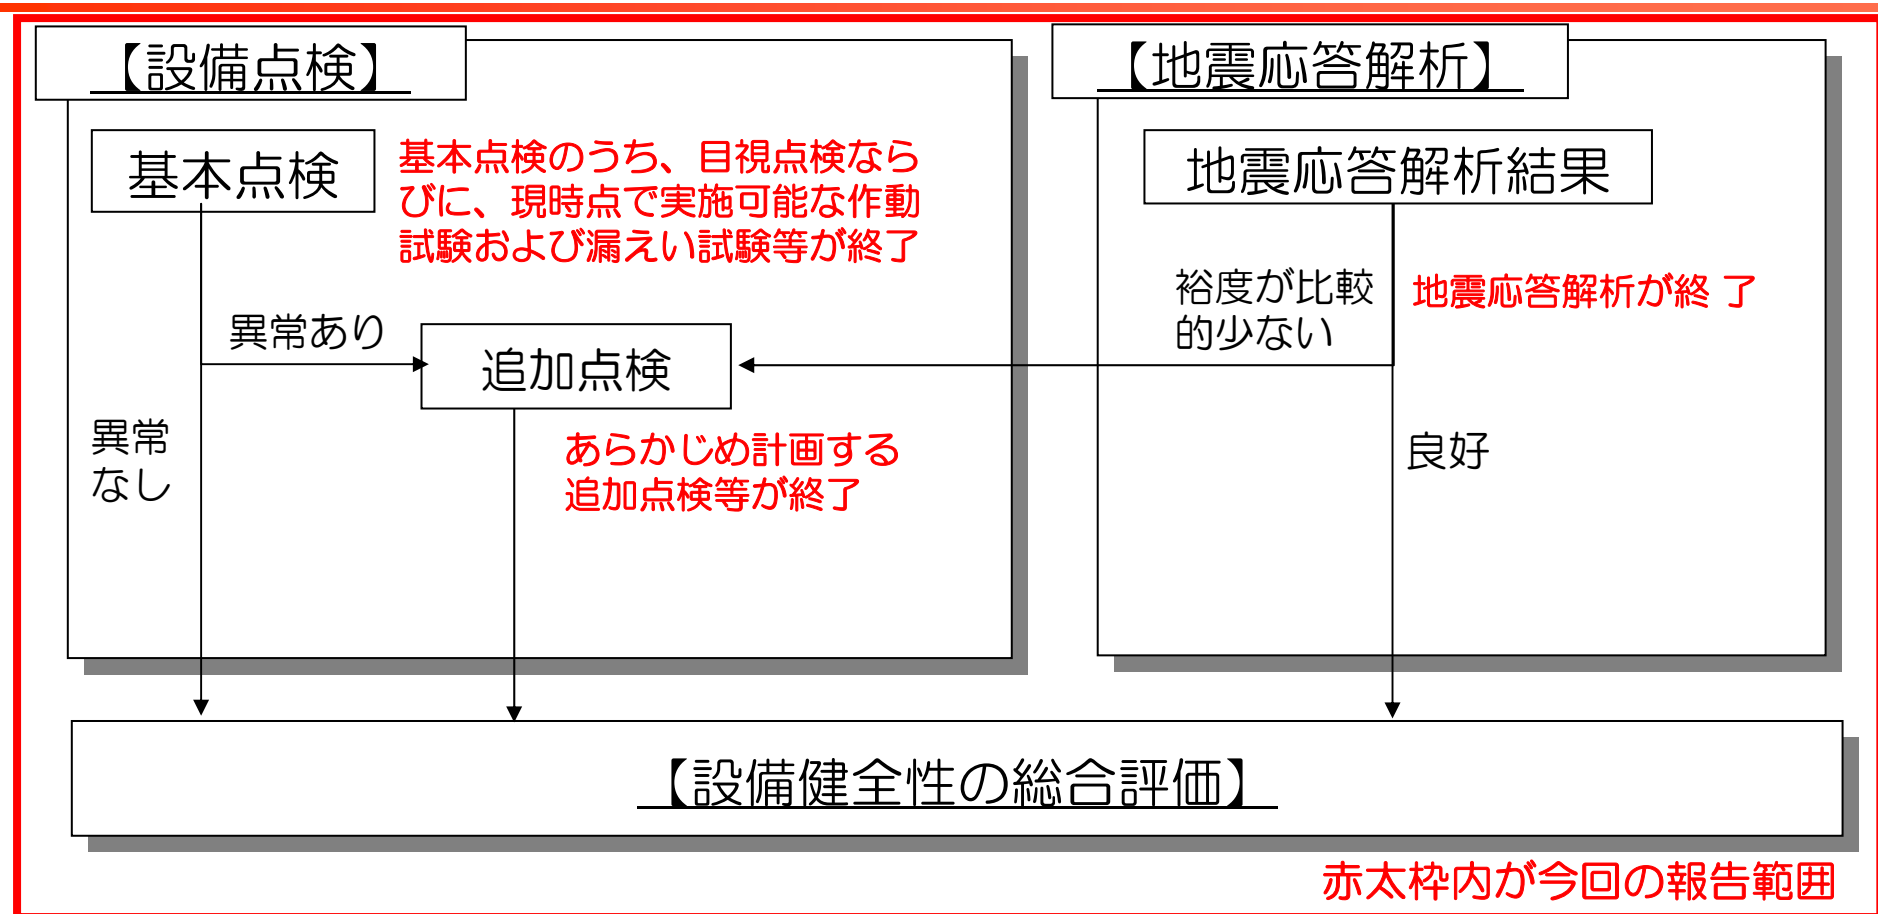 【設備点検】
基本点検
基本点検のうち、目視点検なら
びに、現時点で実施可能な作動
試験および漏えい試験等が終了
異常あり
追加点検
異常
なし
あらかじめ計画する
追加点検等が終了
【地震応答解析】
地震応答解析結果
裕度が比較
的少ない
地震応答解析が終 了
良好
【設備健全性の総合評価】
赤太枠内が今回の報告範囲